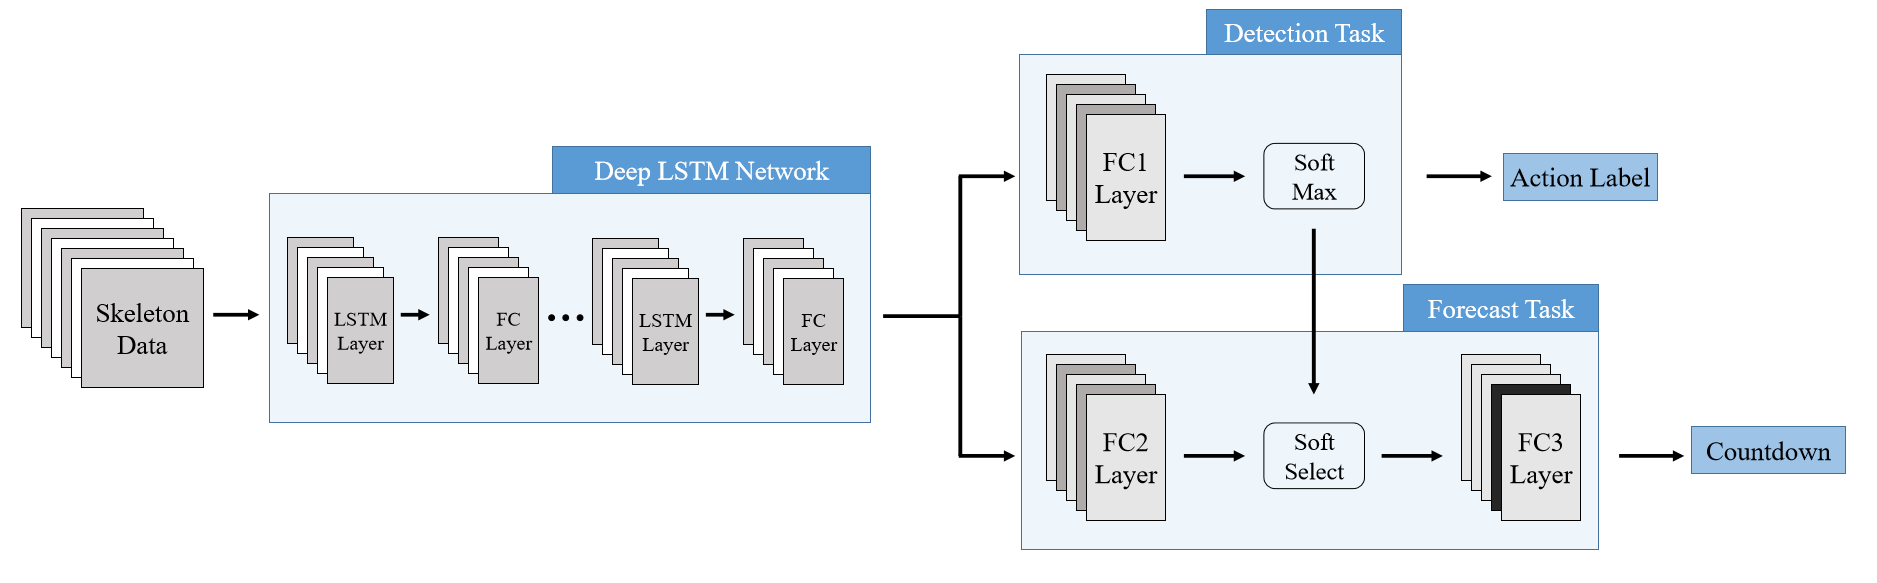 Skeleton
Data
Deep LSTM Network
LSTM
Layer
FC
Layer
LSTM
Layer
FC
Layer
Detection Task
FC1
Layer
Soft
Max
Action Label
Forecast Task
FC2
Layer
Soft
Select
FC3
Layer
Countdown